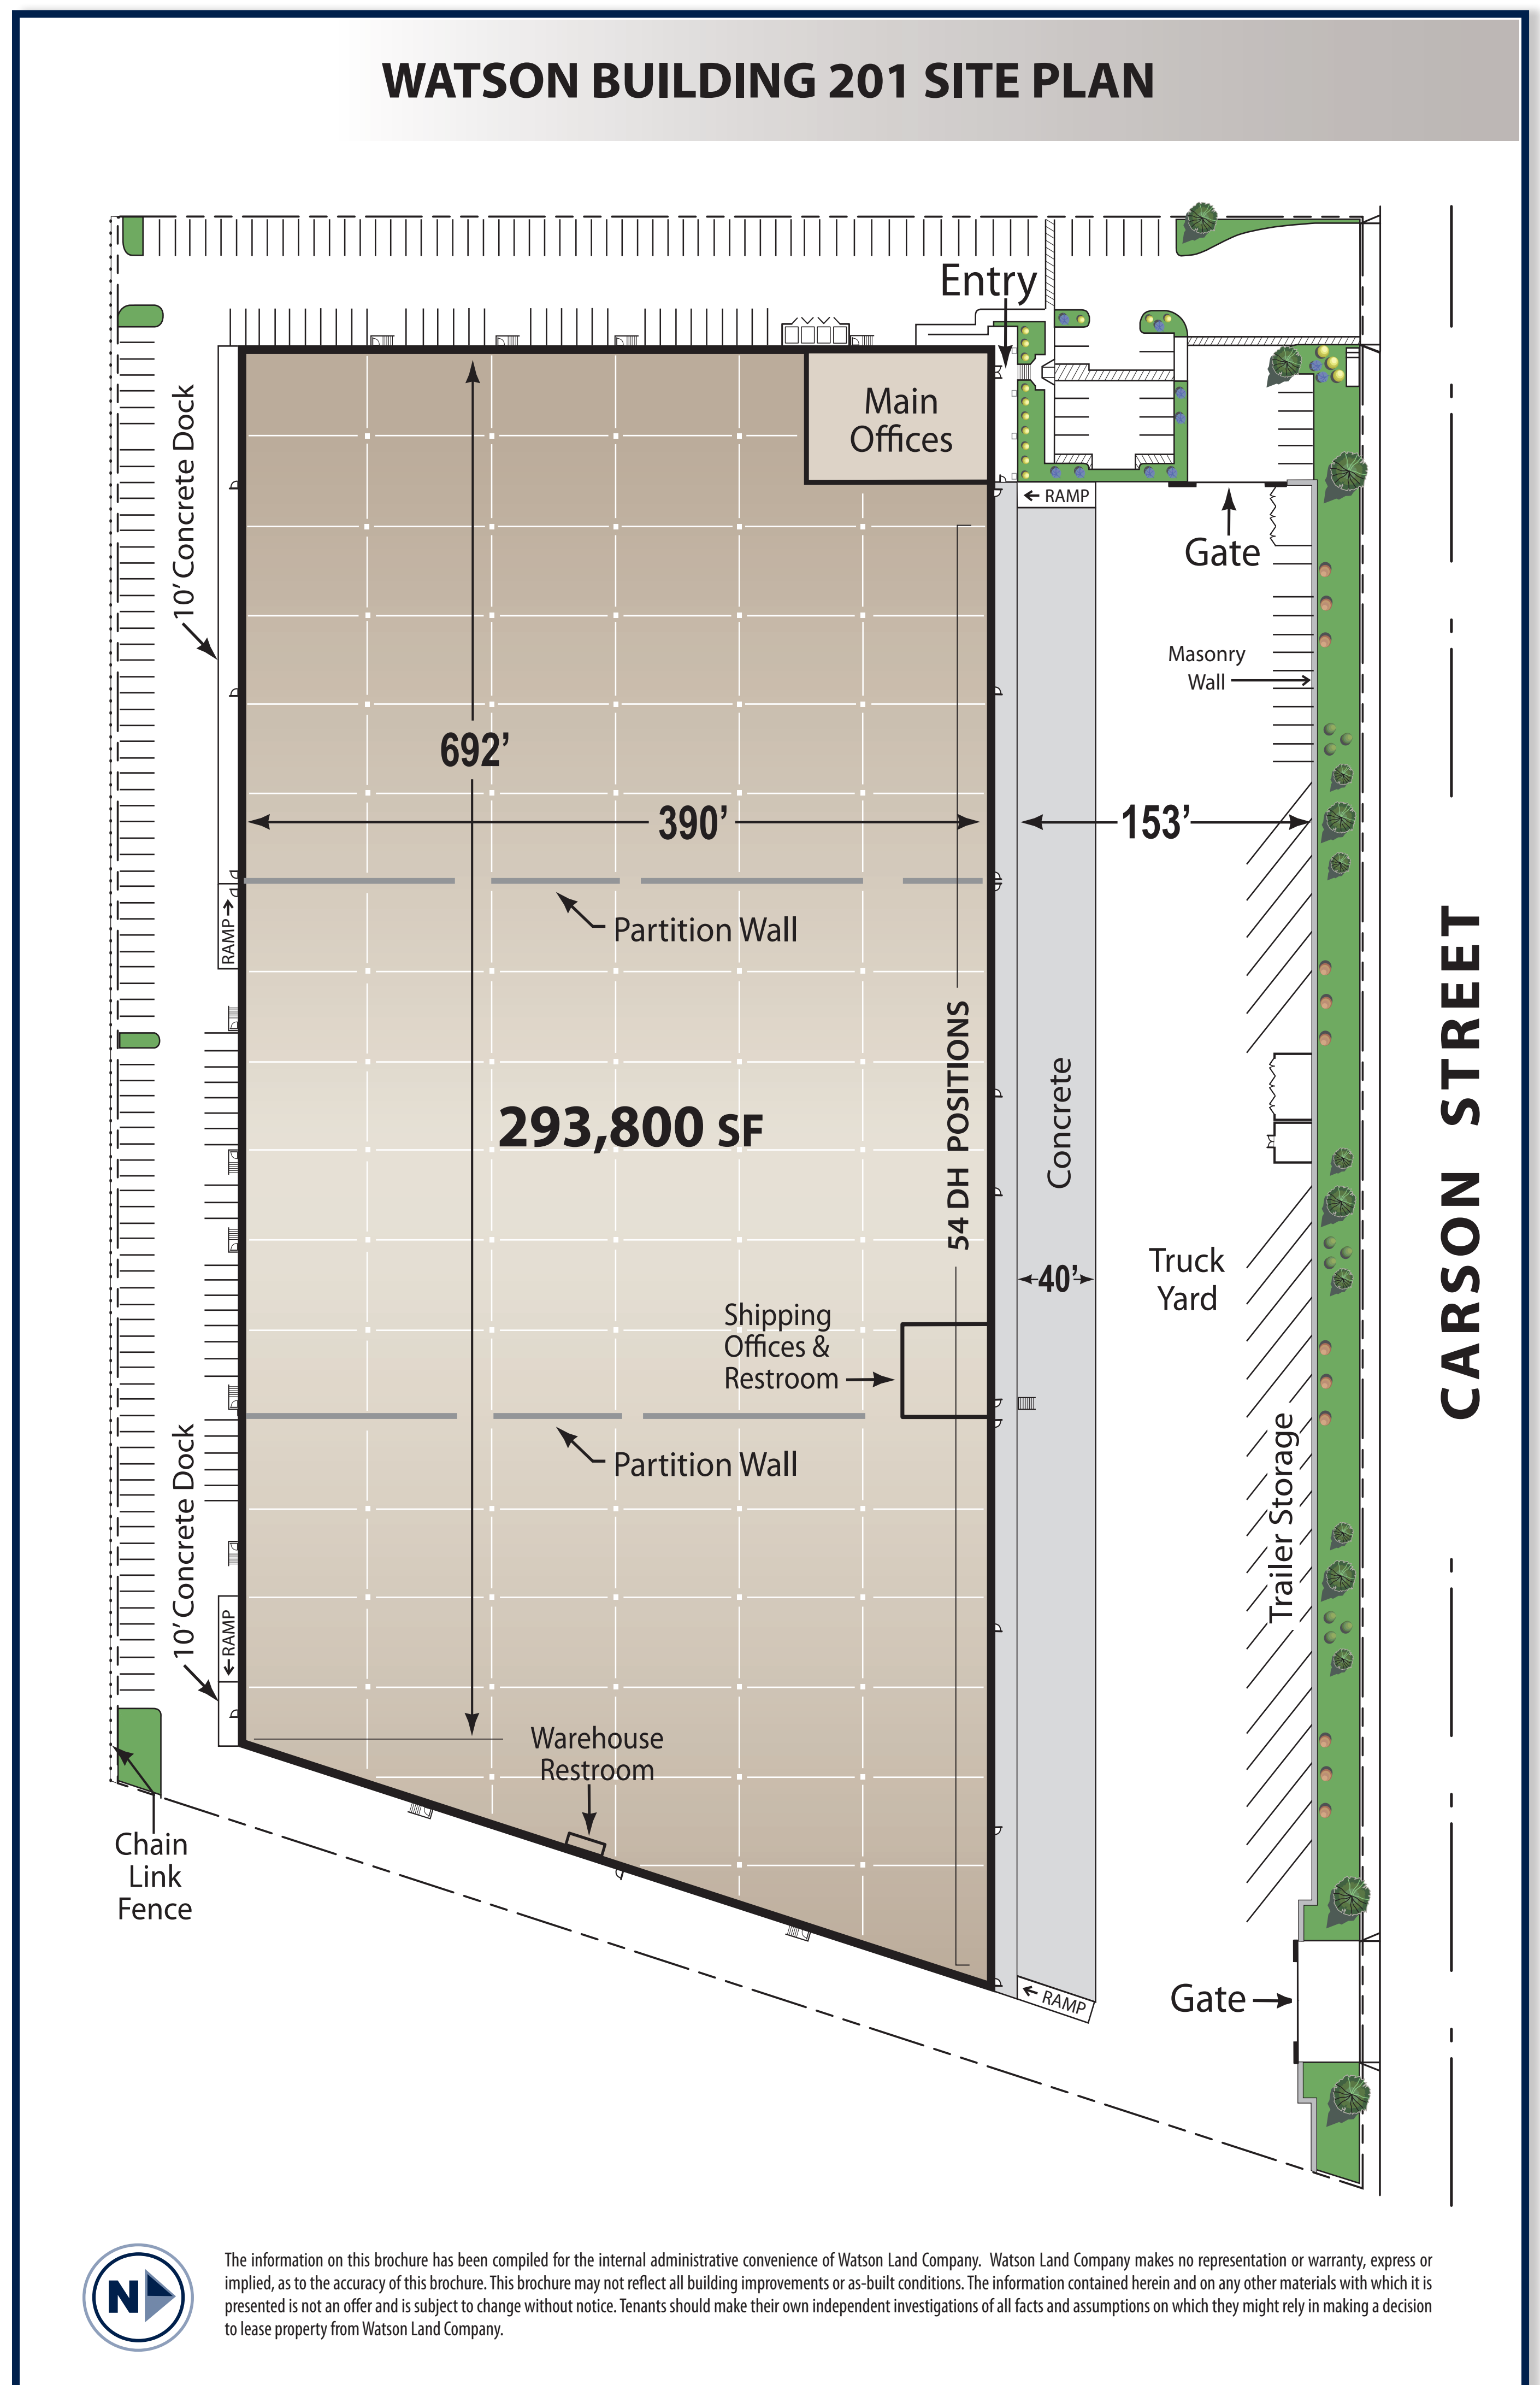 WATSON BUILDING 201 SITE PLAN
Entry
Main
Offices
10’ Concrete Dock
← RAMP
Gate
Masonry
Wall
692’
390’
153’
RAMP →
Partition Wall
54 DH POSITIONS
Concrete
293,800 SF
CARSON STREET
40’
Truck
Yard
Shipping
Offices &
Restroom
Partition Wall
Trailer Storage
10’ Concrete Dock
← RAMP
Warehouse
Restroom
Chain
Link
Fence
Gate
← RAMP
N
The information on this brochure has been compiled for the internal administrative convenience of Watson Land Company. Watson Land Company makes no representation or warranty, express or
implied, as to the accuracy of this brochure. This brochure may not reflect all building improvements or as-built conditions. The information contained herein and on any other materials with which it is
presented is not an offer and is subject to change without notice. Tenants should make their own independent investigations of all facts and assumptions on which they might rely in making a decision
to lease property from Watson Land Company.